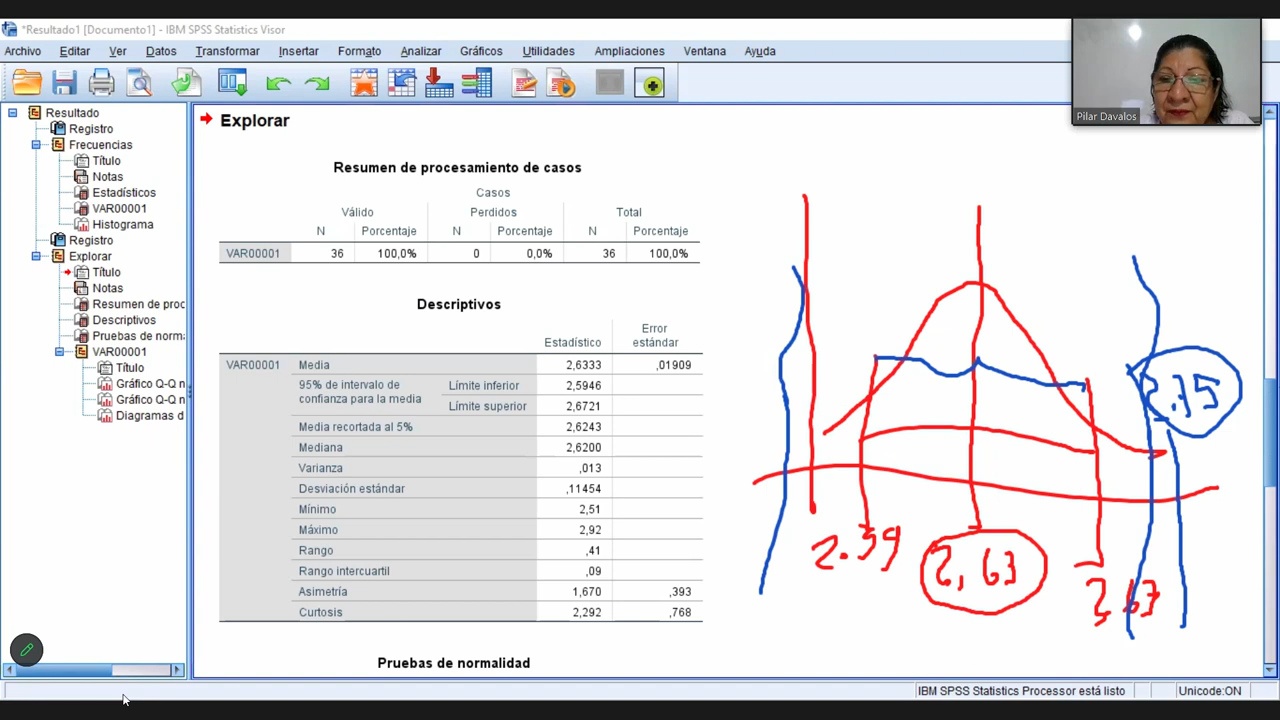 *Resultado1 [Documento1] - IBM SPSS Statistics Visor
Archivo Editar Ver Datos Transformar Insertar Formato Analizar Gráficos Utilidades Ampliaciones Ventana Ayuda
Pilar Davalos
Resultado
Registro
Frecuencias
Título
Notas
Estadísticos
VAR00001
Histograma
Registro
Explorar
Título
Notas
Resumen de proc
Descriptivos
Pruebas de norma
VAR00001
Título
Gráfico Q-Q n
Gráfico Q-Q n
Diagramas d
Explorar
Resumen de procesamiento de casos
Casos
Válido Perdidos Total
N Porcentaje N Porcentaje N Porcentaje
VAR00001 36 100,0% 0 0,0% 36 100,0%
Descriptivos
Estadístico Error estándar
VAR00001 Media 2,6333 ,01909
95% de intervalo de confianza para la media Límite inferior 2,5946
Límite superior 2,6721
Media recortada al 5% 2,6243
Mediana 2,6200
Varianza ,013
Desviación estándar ,11454
Mínimo 2,51
Máximo 2,92
Rango ,41
Rango intercuartil ,09
Asimetría 1,670 ,393
Curtosis 2,292 ,768
Pruebas de normalidad
2.59
2,63
2,67
2.75
IBM SPSS Statistics Processor está listo
Unicode:ON